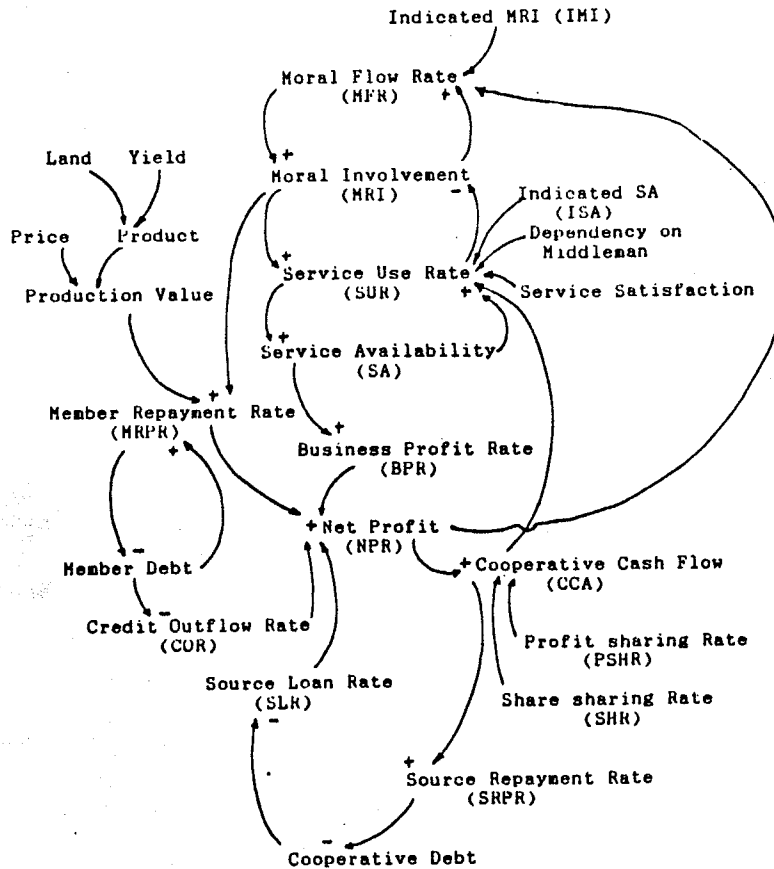 Indicated MRI (IMI)
Moral Flow Rate
(MFR) +
+
Land Yield
Moral Involvement
(MRI) -
Indicated SA
(ISA)
Dependency on
Middleman
Price Product
+
Service Use Rate
(SUR) +
Service Satisfaction
Production Value
+
Service Availability
(SA)
+
Member Repayment Rate
(MRPR)
+
+
Business Profit Rate
(BPR)
+ Net Profit
(NPR)
-
Member Debt
+ Cooperative Cash Flow
(CCA)
-
Credit Outflow Rate
(COR)
Profit sharing Rate
(PSHR)
Source Loan Rate
(SLR)
-
Share sharing Rate
(SHR)
+
Source Repayment Rate
(SRPR)
-
Cooperative Debt